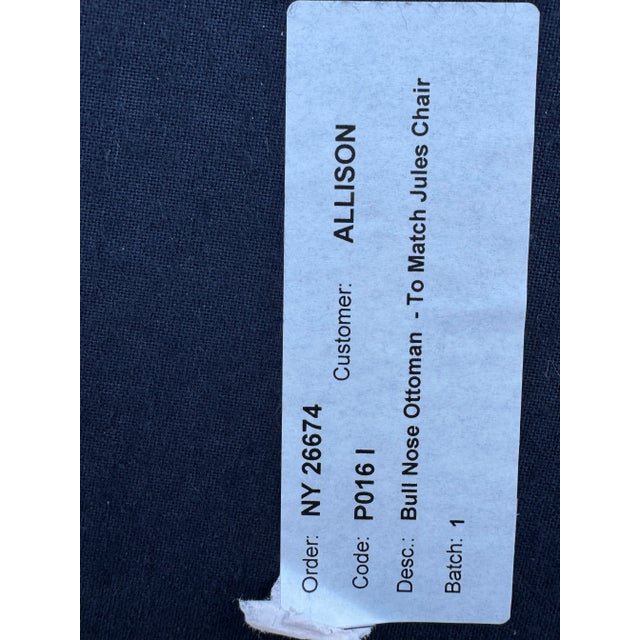 Order: NY 26674
Code: P016 I Customer: ALLISON
Desc.: Bull Nose Ottoman - To Match Jules Chair
Batch: 1